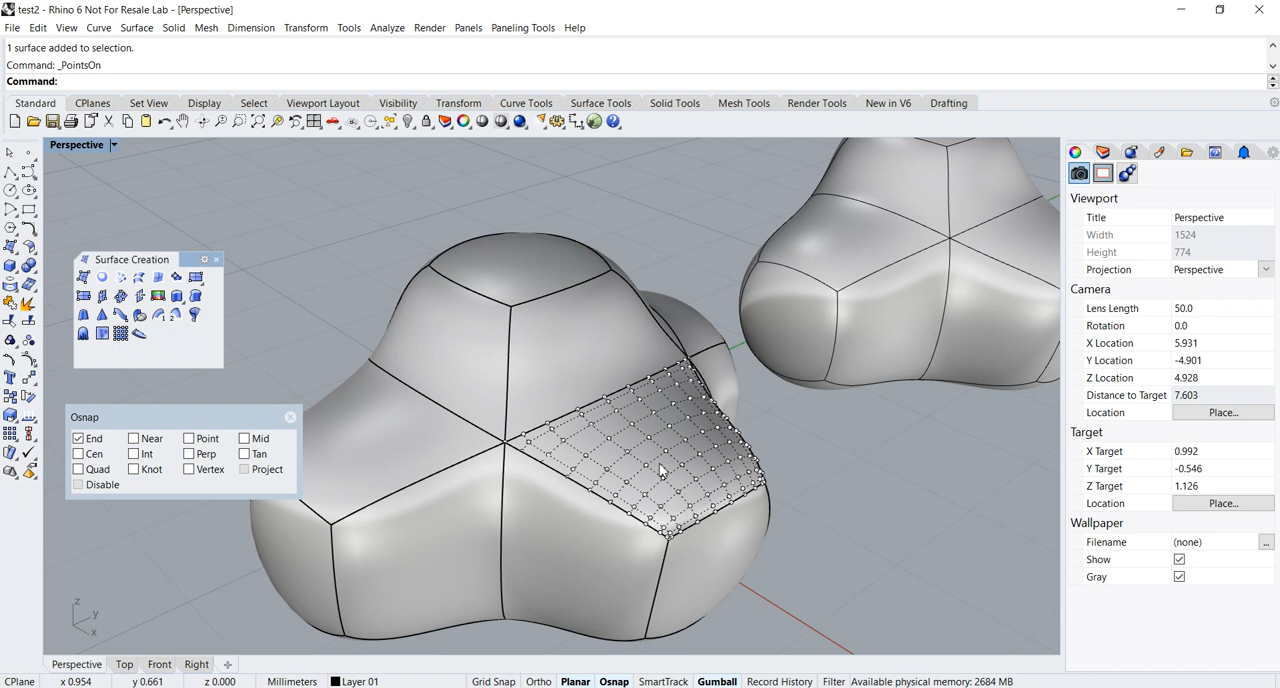 test2 - Rhino 6 Not For Resale Lab - [Perspective]
File Edit View Curve Surface Solid Mesh Dimension Transform Tools Analyze Render Panels Paneling Tools Help
1 surface added to selection.
Command: _PointsOn
Command:
Standard CPlanes Set View Display Select Viewport Layout Visibility Transform Curve Tools Surface Tools Solid Tools Mesh Tools Render Tools New in V6 Drafting
Perspective
Surface Creation
Osnap
End Near Point Mid
Cen Int Perp Tan
Quad Knot Vertex Project
Disable
z
y
x
Viewport
Title Perspective
Width 1524
Height 774
Projection Perspective
Camera
Lens Length 50.0
Rotation 0.0
X Location 5.931
Y Location -4.901
Z Location 4.928
Distance to Target 7.603
Location Place...
Target
X Target 0.992
Y Target -0.546
Z Target 1.126
Location Place...
Wallpaper
Filename (none) ...
Show
Gray
Perspective Top Front Right
CPlane x 0.954 y 0.661 z 0.000 Millimeters Layer 01 Grid Snap Ortho Planar Osnap SmartTrack Gumball Record History Filter Available physical memory: 2684 MB